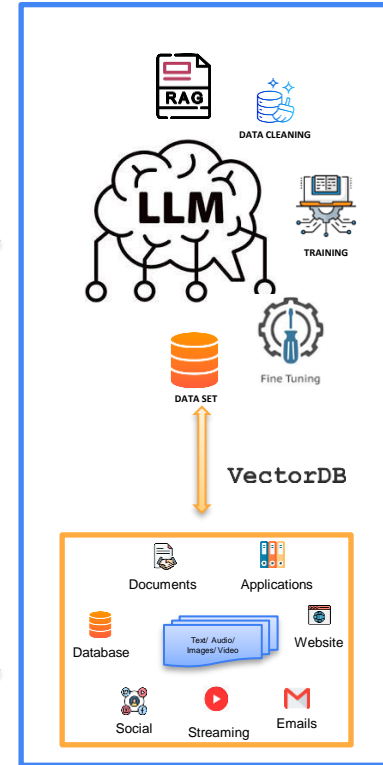 RAG
DATA CLEANING
LLM
TRAINING
Fine Tuning
DATA SET
VectorDB
Documents
Applications
Text/ Audio/
Images/ Video
Database
Website
Social
Streaming
Emails